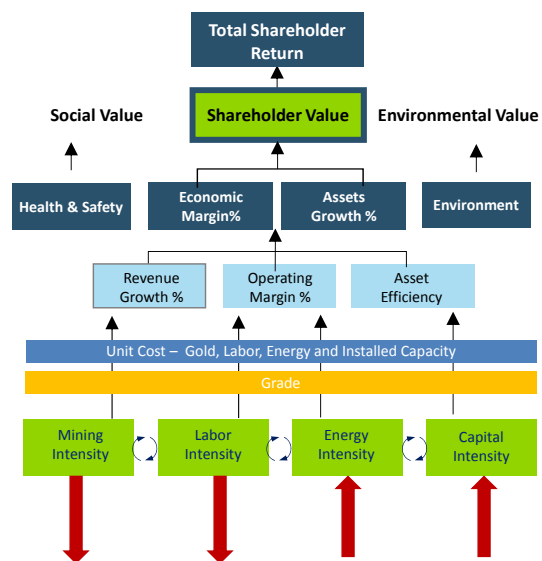 Total Shareholder
Return
Social Value
Shareholder Value
Environmental Value
Health & Safety
Economic
Margin%
Assets
Growth %
Environment
Revenue
Growth %
Operating
Margin %
Asset
Efficiency
Unit Cost – Gold, Labor, Energy and Installed Capacity
Grade
Mining
Intensity
Labor
Intensity
Energy
Intensity
Capital
Intensity